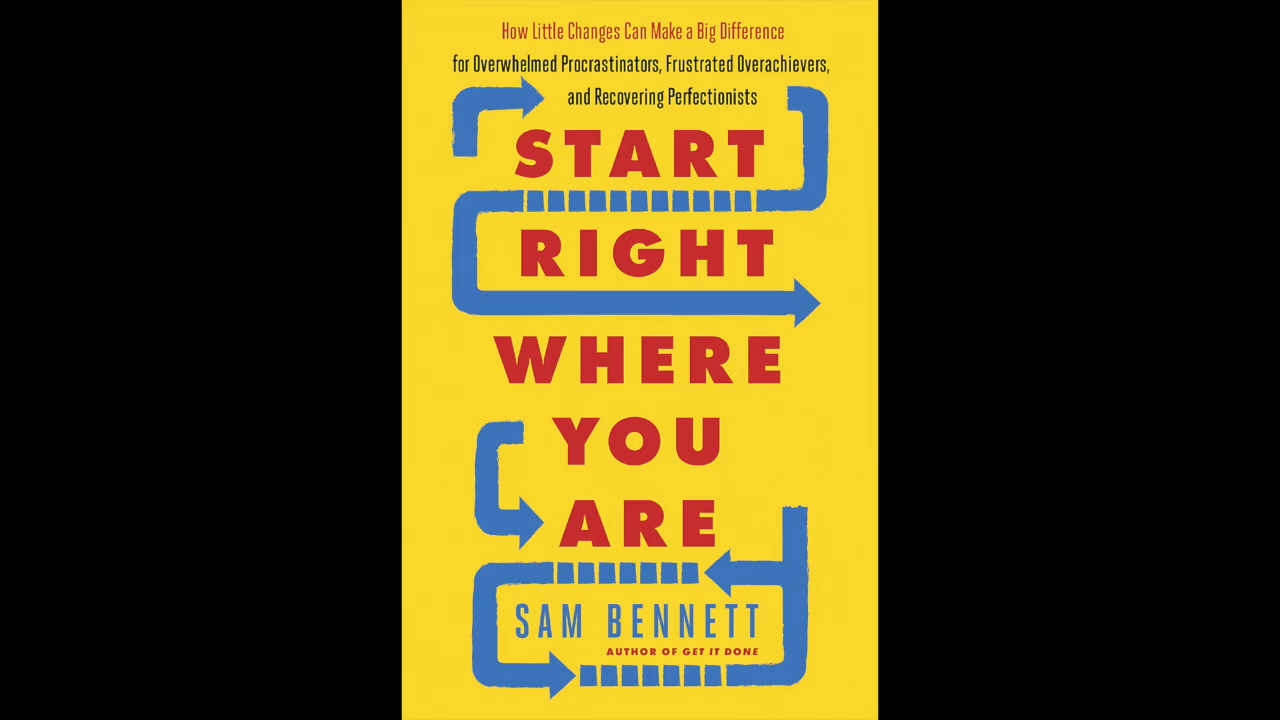 How Little Changes Can Make a Big Difference
for Overwhelmed Procrastinators, Frustrated Overachievers,
and Recovering Perfectionists
START
RIGHT
WHERE
YOU
ARE
SAM BENNETT
AUTHOR OF GET IT DONE